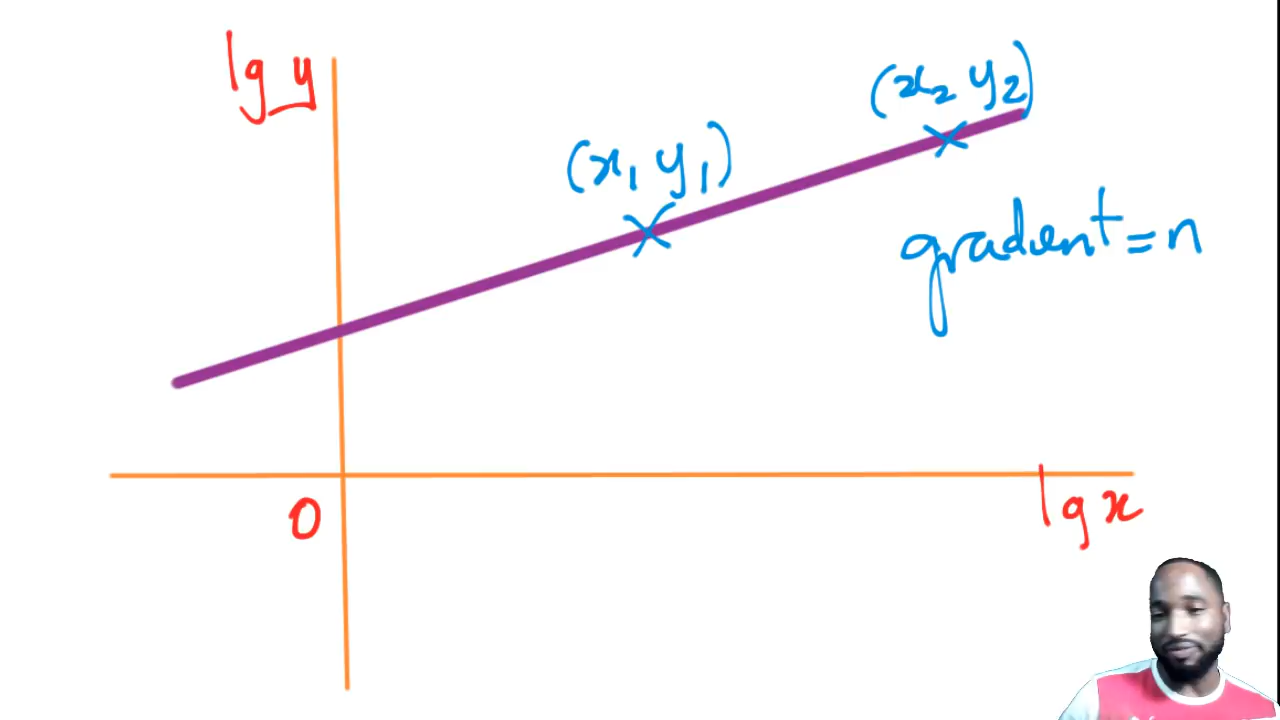 lg y
(x₂ y₂)
(x₁ y₁)
gradient = n
0
lg x